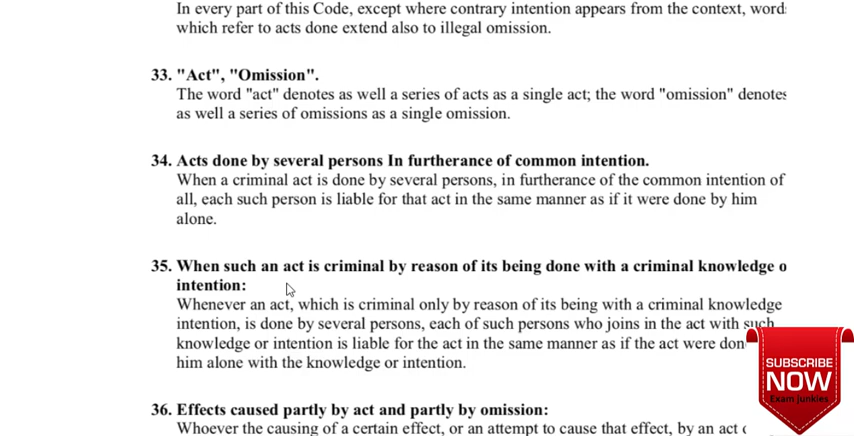 In every part of this Code, except where contrary intention appears from the context, words
which refer to acts done extend also to illegal omission.
33. "Act", "Omission".
The word "act" denotes as well a series of acts as a single act; the word "omission" denotes
as well a series of omissions as a single omission.
34. Acts done by several persons In furtherance of common intention.
When a criminal act is done by several persons, in furtherance of the common intention of
all, each such person is liable for that act in the same manner as if it were done by him
alone.
35. When such an act is criminal by reason of its being done with a criminal knowledge o
intention:
Whenever an act, which is criminal only by reason of its being with a criminal knowledge
intention, is done by several persons, each of such persons who joins in the act with such
knowledge or intention is liable for the act in the same manner as if the act were don
him alone with the knowledge or intention.
36. Effects caused partly by act and partly by omission:
Whoever the causing of a certain effect, or an attempt to cause that effect, by an act
SUBSCRIBE
NOW
Exam Junkies